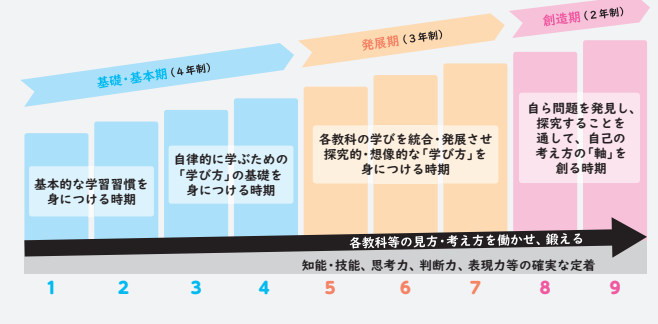 基礎・基本期（４年制）
発展期（３年制）
創造期（２年制）
基本的な学習習慣を
身につける時期
自律的に学ぶための
「学び方」の基礎を
身につける時期
各教科の学びを統合・発展させ
探究的・想像的な「学び方」を
身につける時期
自ら問題を発見し、
探究することを
通して、自己の
考え方の「軸」を
創る時期
各教科等の見方・考え方を働かせ、鍛える
知能・技能、思考力、判断力、表現力等の確実な定着
1 2 3 4 5 6 7 8 9